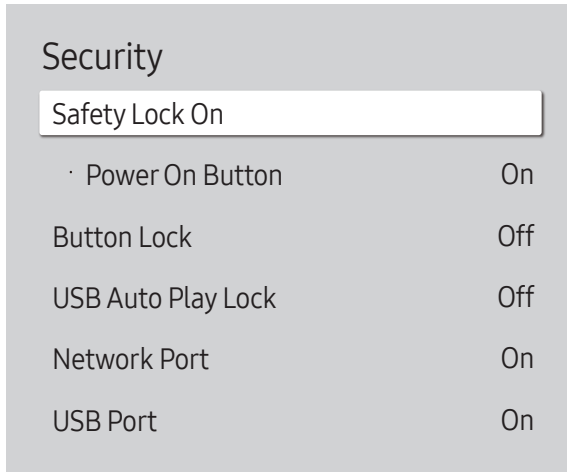 Security
Safety Lock On
· Power On Button On
Button Lock Off
USB Auto Play Lock Off
Network Port On
USB Port On